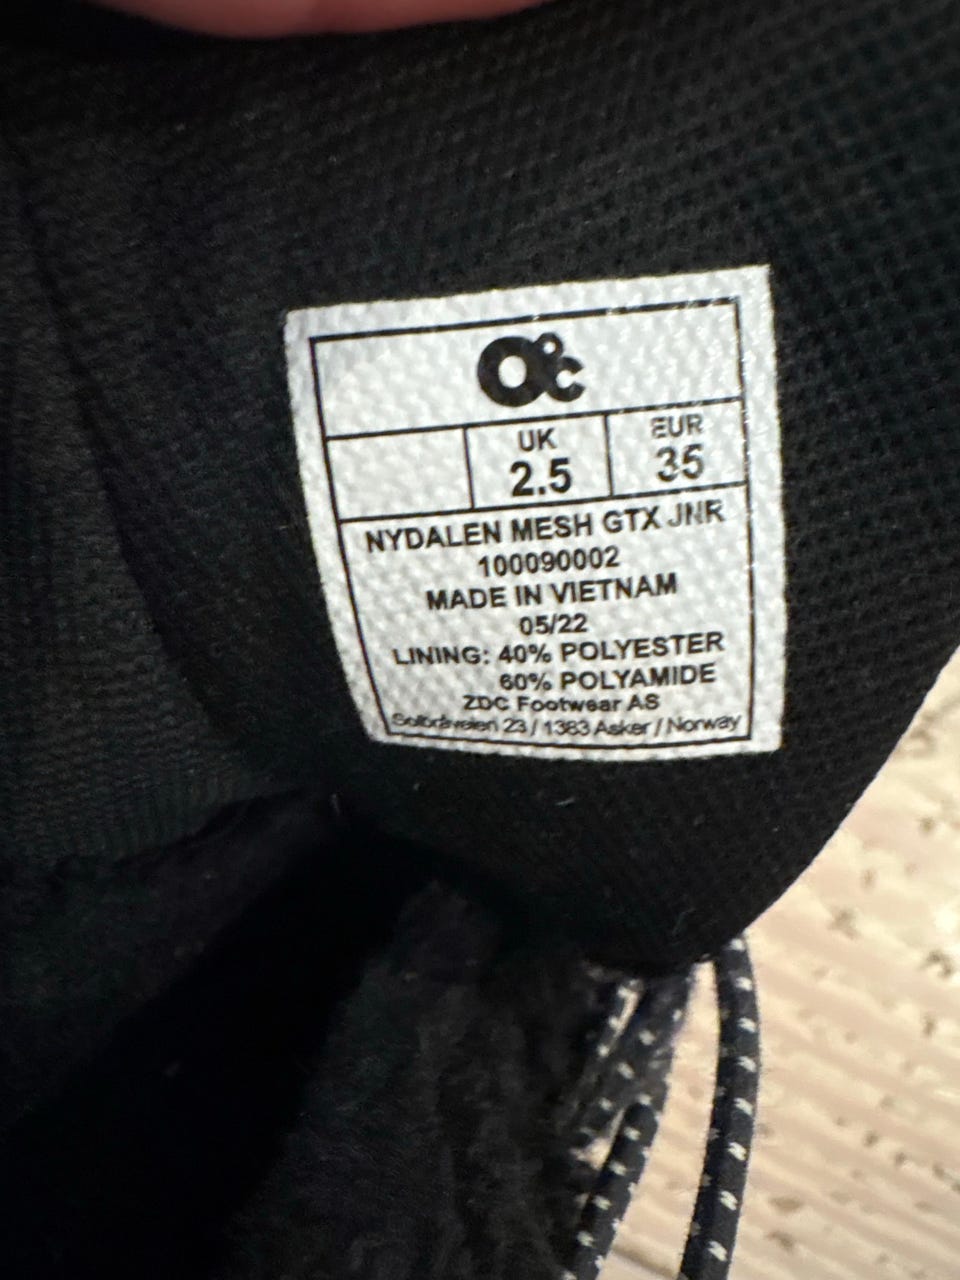 O°C
UK EUR
2.5 35
NYDALEN MESH GTX JNR
100090002
MADE IN VIETNAM
05/22
LINING: 40% POLYESTER
60% POLYAMIDE
ZDC Footwear AS
Solbråveien 23 / 1383 Asker / Norway